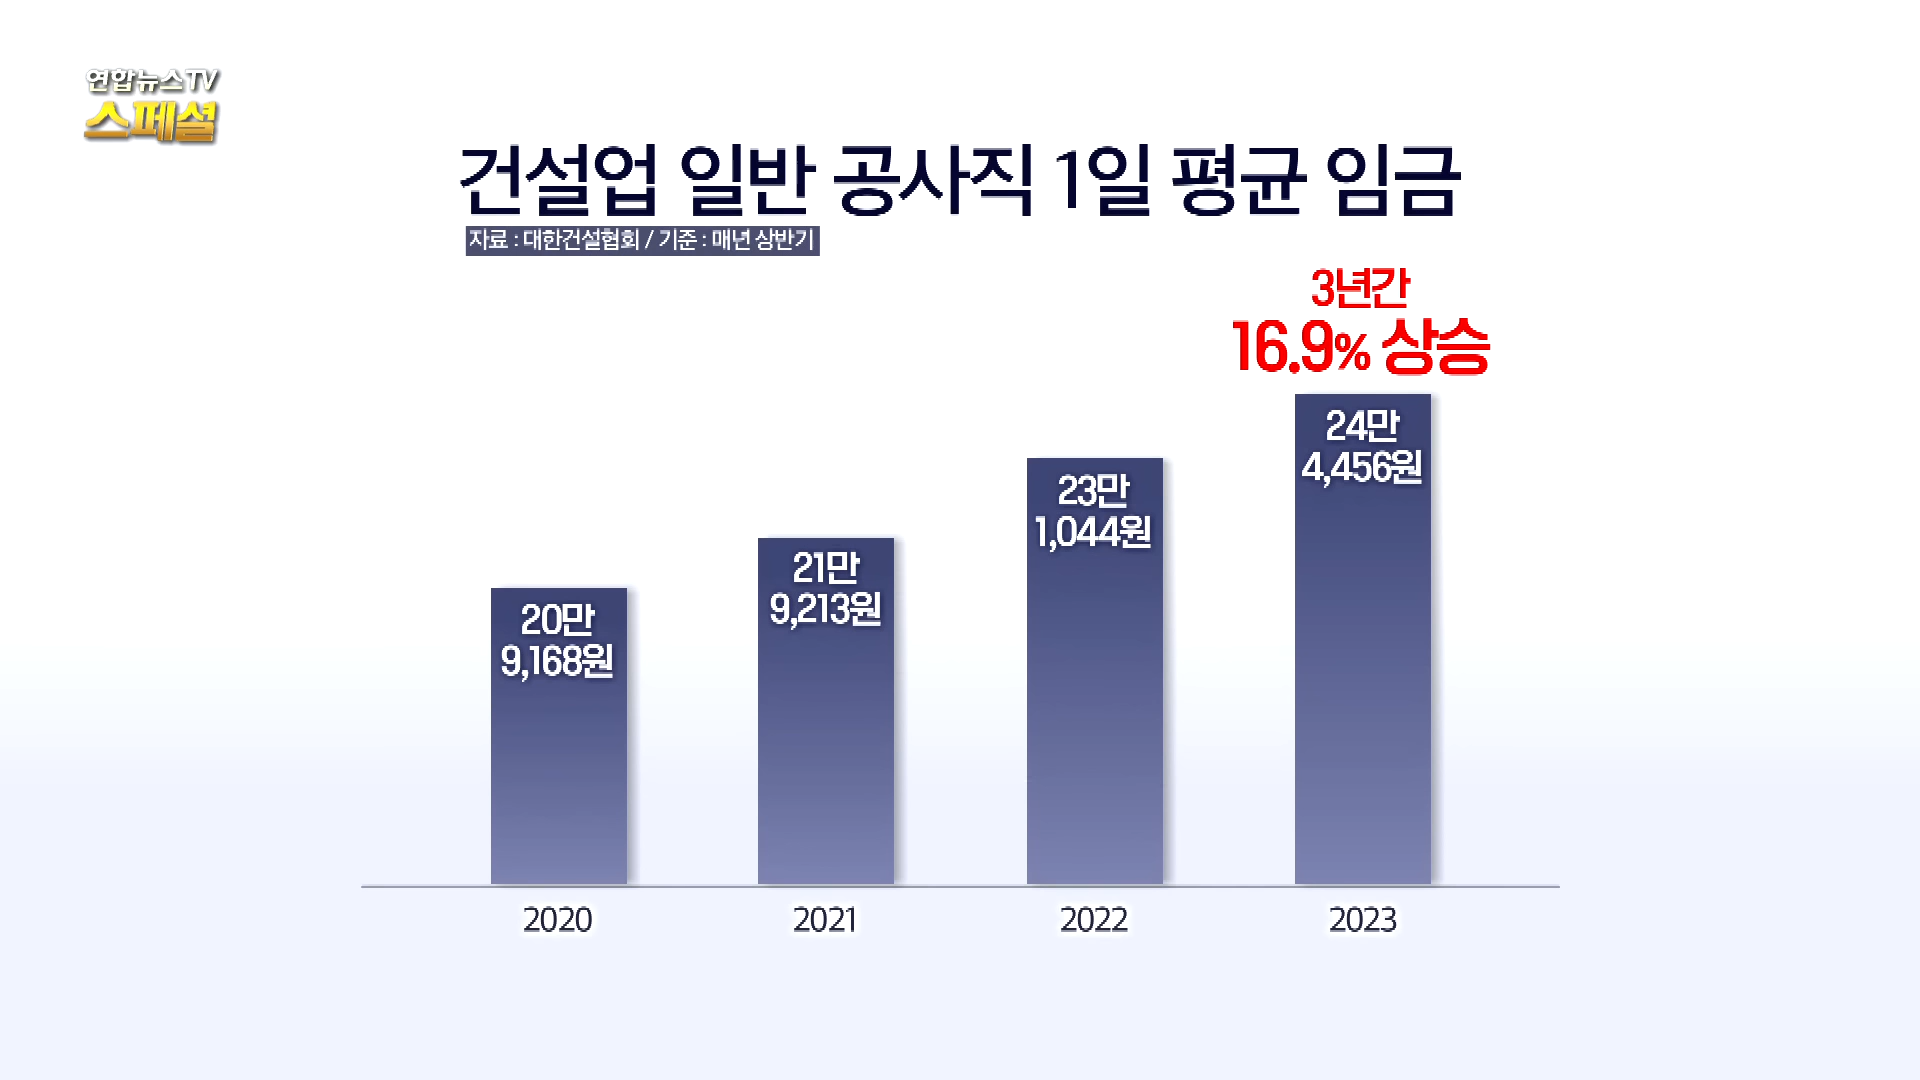 연합뉴스TV
스페셜
건설업 일반 공사직 1일 평균 임금
자료 : 대한건설협회 / 기준 : 매년 상반기
3년간
16.9% 상승
20만
9,168원
21만
9,213원
23만
1,044원
24만
4,456원
2020
2021
2022
2023